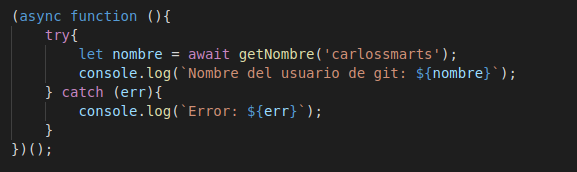 (async function (){
    try{
        let nombre = await getNombre('carlossmarts');
        console.log(`Nombre del usuario de git: ${nombre}`);
    } catch (err){
        console.log(`Error: ${err}`);
    }
})();